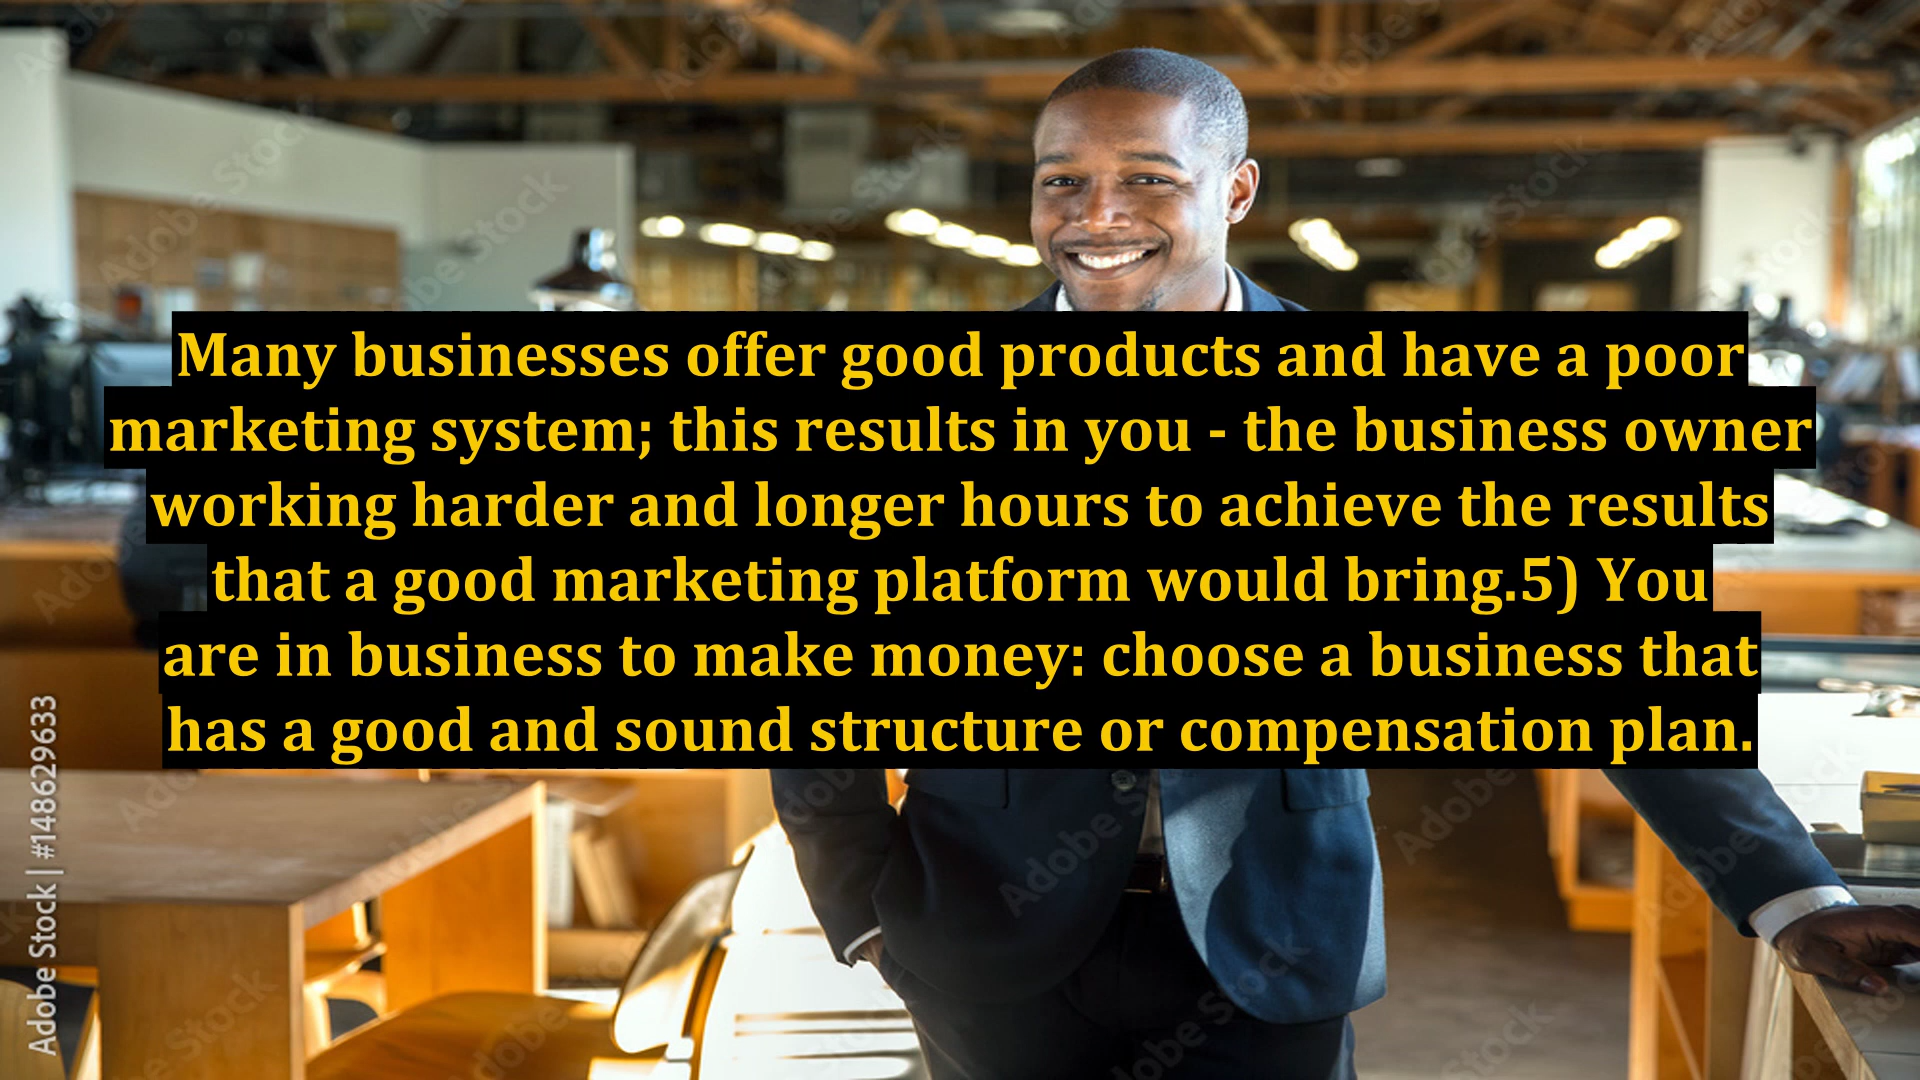 Many businesses offer good products and have a poor
marketing system; this results in you - the business owner
working harder and longer hours to achieve the results
that a good marketing platform would bring.5) You
are in business to make money: choose a business that
has a good and sound structure or compensation plan.
Adobe Stock | #148629633